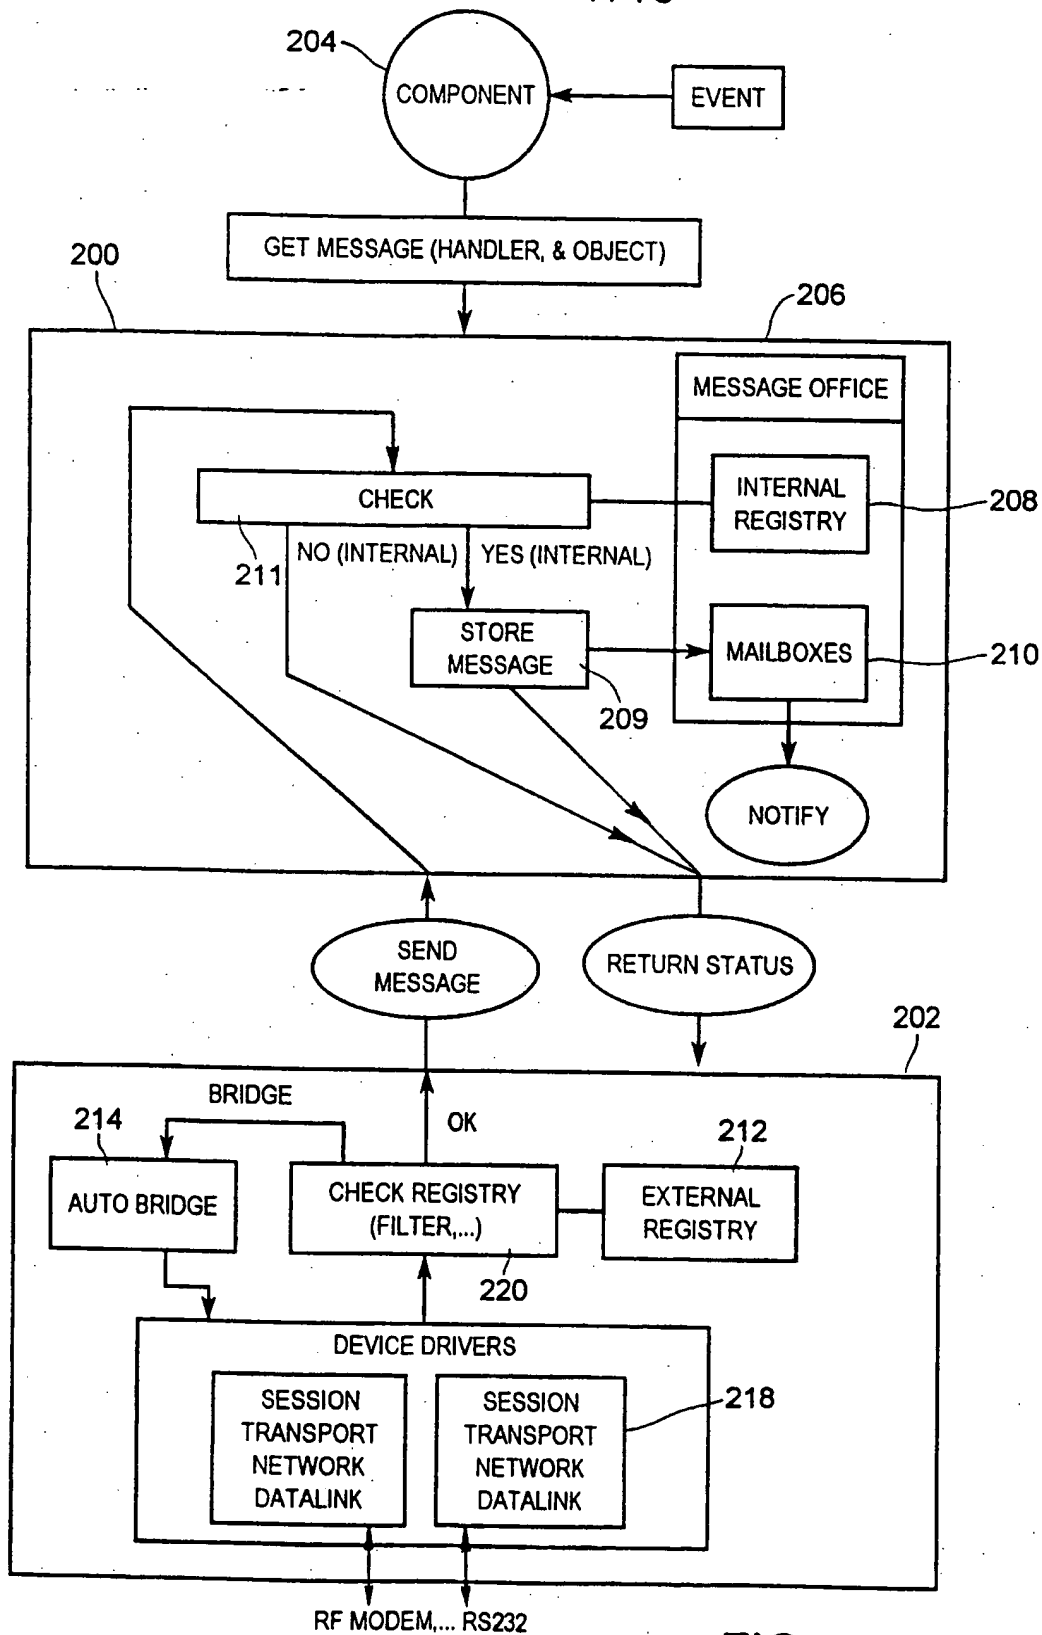 204
COMPONENT
EVENT
GET MESSAGE (HANDLER, & OBJECT)
200
206
MESSAGE OFFICE
CHECK
INTERNAL
REGISTRY
208
211
NO (INTERNAL)
YES (INTERNAL)
STORE
MESSAGE
MAILBOXES
210
209
NOTIFY
SEND
MESSAGE
RETURN STATUS
202
BRIDGE
214
OK
212
AUTO BRIDGE
CHECK REGISTRY
(FILTER,...)
EXTERNAL
REGISTRY
220
DEVICE DRIVERS
SESSION
TRANSPORT
NETWORK
DATALINK
SESSION
TRANSPORT
NETWORK
DATALINK
218
RF MODEM,... RS232